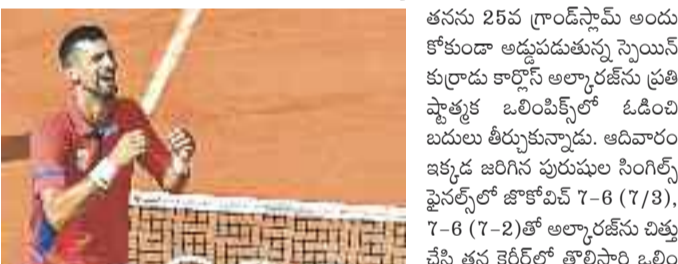 తనను 25వ గ్రాండ్‌స్లామ్ అందు
కోకుండా అడ్డుపడుతున్న స్పెయిన్
కుర్రాడు కార్లొస్ అల్కారజ్‌ను ప్రతి
ష్టాత్మక ఒలింపిక్స్‌లో ఓడించి
బదులు తీర్చుకున్నాడు. ఆదివారం
ఇక్కడ జరిగిన పురుషుల సింగిల్స్
ఫైనల్స్‌లో జొకోవిచ్ 7-6 (7/3),
7-6 (7-2)తో అల్కారజ్‌ను చిత్తు
చేసి తన కెరీర్‌లో తొలిసారి ఒలిం